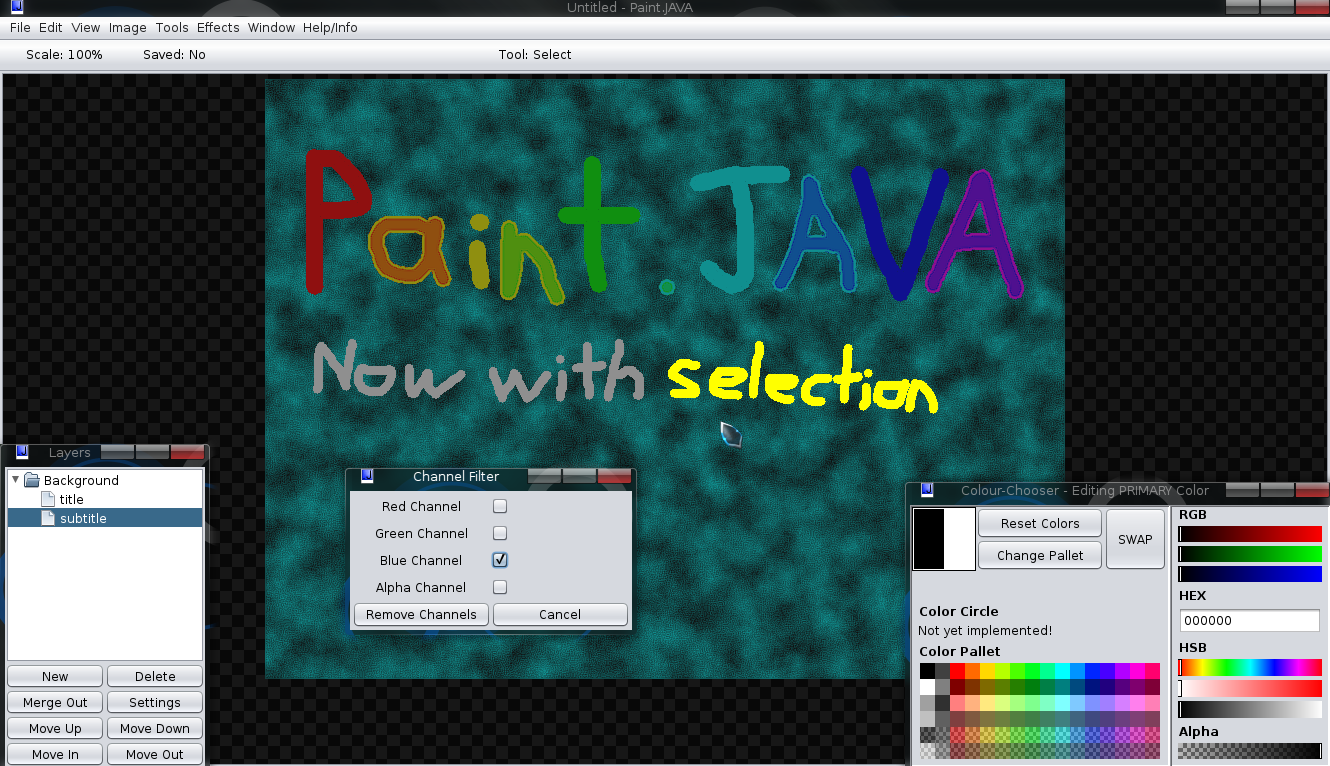 Untitled - Paint.JAVA
File Edit View Image Tools Effects Window Help/Info
Scale: 100% Saved: No Tool: Select
Paint.JAVA
Now with selection
Layers
Background
title
subtitle
New Delete
Merge Out Settings
Move Up Move Down
Move In Move Out
Channel Filter
Red Channel
Green Channel
Blue Channel
Alpha Channel
Remove Channels Cancel
Colour-Chooser - Editing PRIMARY Color
Reset Colors
Change Pallet
SWAP
Color Circle
Not yet implemented!
Color Pallet
RGB
HEX
000000
HSB
Alpha